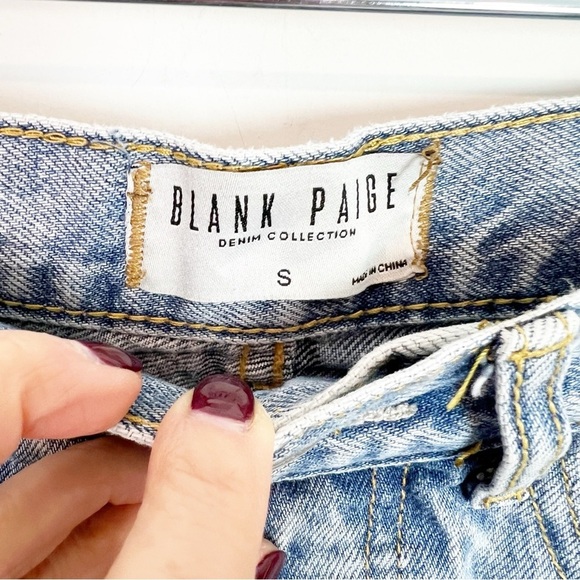 BLANK PAIGE
DENIM COLLECTION
S
MADE IN CHINA